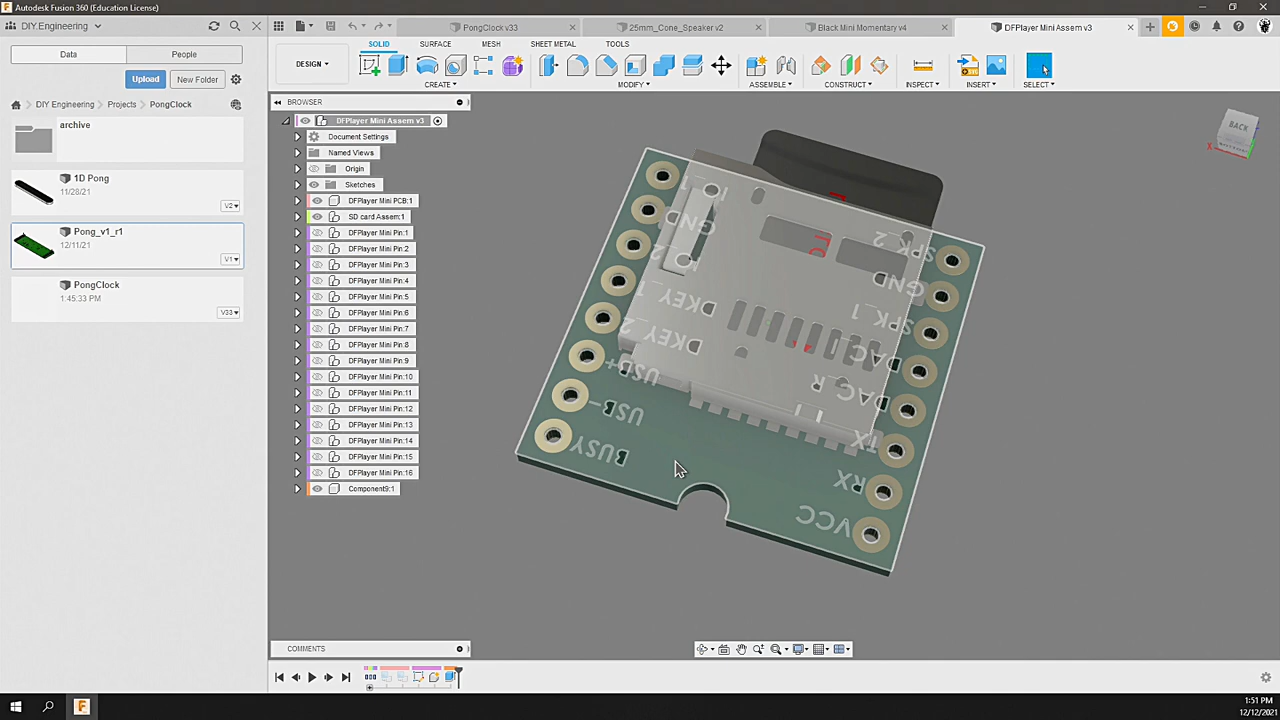 Autodesk Fusion 360 (Education License)
DIY.Engineering
PongClock v33
25mm_Cone_Speaker v2
Black Mini Momentary v4
DFPlayer Mini Assem v3
Data
People
Upload
New Folder
DIY Engineering
Projects
PongClock
archive
1D Pong
11/28/21
V2
Pong_v1_r1
12/11/21
V1
PongClock
1:45:33 PM
V33
DESIGN
SOLID
SURFACE
MESH
SHEET METAL
TOOLS
CREATE
MODIFY
ASSEMBLE
CONSTRUCT
INSPECT
INSERT
SELECT
BROWSER
DFPlayer Mini Assem v3
Document Settings
Named Views
Origin
Sketches
DFPlayer Mini PCB:1
SD card Assem:1
DFPlayer Mini Pin:1
DFPlayer Mini Pin:2
DFPlayer Mini Pin:3
DFPlayer Mini Pin:4
DFPlayer Mini Pin:5
DFPlayer Mini Pin:6
DFPlayer Mini Pin:7
DFPlayer Mini Pin:8
DFPlayer Mini Pin:9
DFPlayer Mini Pin:10
DFPlayer Mini Pin:11
DFPlayer Mini Pin:12
DFPlayer Mini Pin:13
DFPlayer Mini Pin:14
DFPlayer Mini Pin:15
DFPlayer Mini Pin:16
Component9:1
BACK
X
IO_1
GND
IO_2
DKEY_1
DKEY_2
USB+
USB-
BUSY
SPK_2
GND
SPK_1
DAC_I
DAC_R
TX
RX
VCC
COMMENTS
1:51 PM
12/12/2021